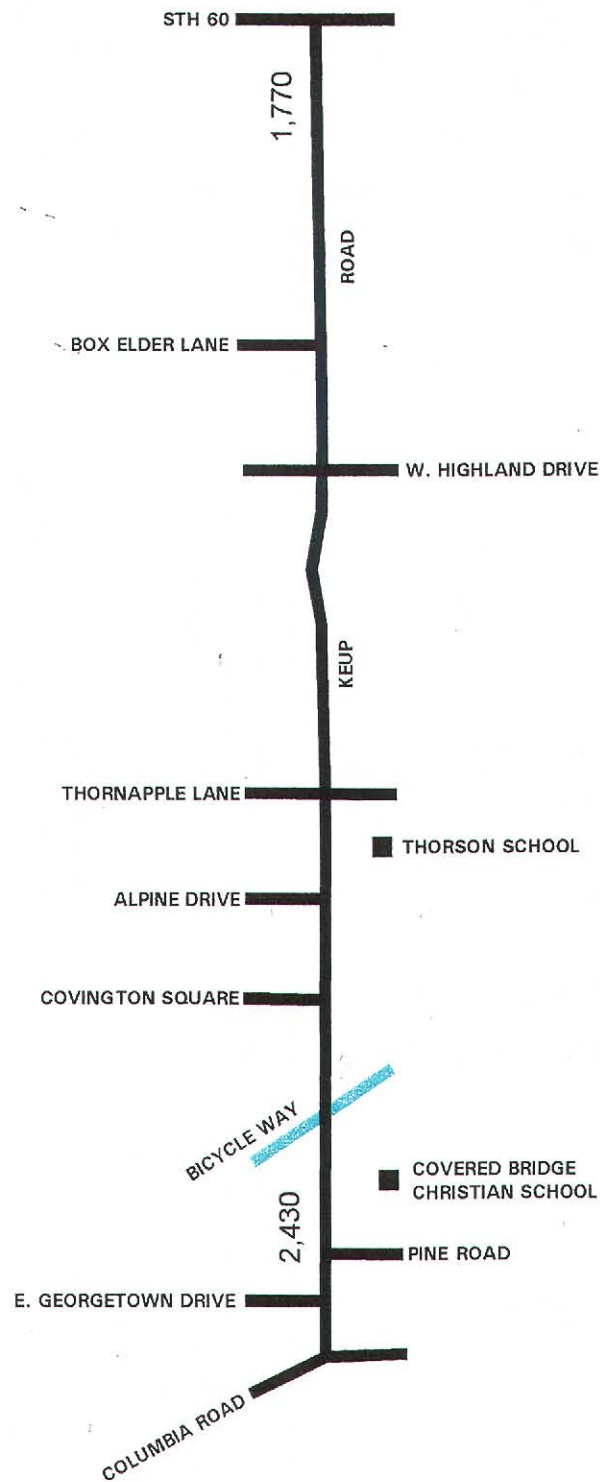 STH 60
1,770
ROAD
BOX ELDER LANE
W. HIGHLAND DRIVE
KEUP
THORNAPPLE LANE
THORSON SCHOOL
ALPINE DRIVE
COVINGTON SQUARE
BICYCLE WAY
COVERED BRIDGE
CHRISTIAN SCHOOL
2,430
PINE ROAD
E. GEORGETOWN DRIVE
COLUMBIA ROAD